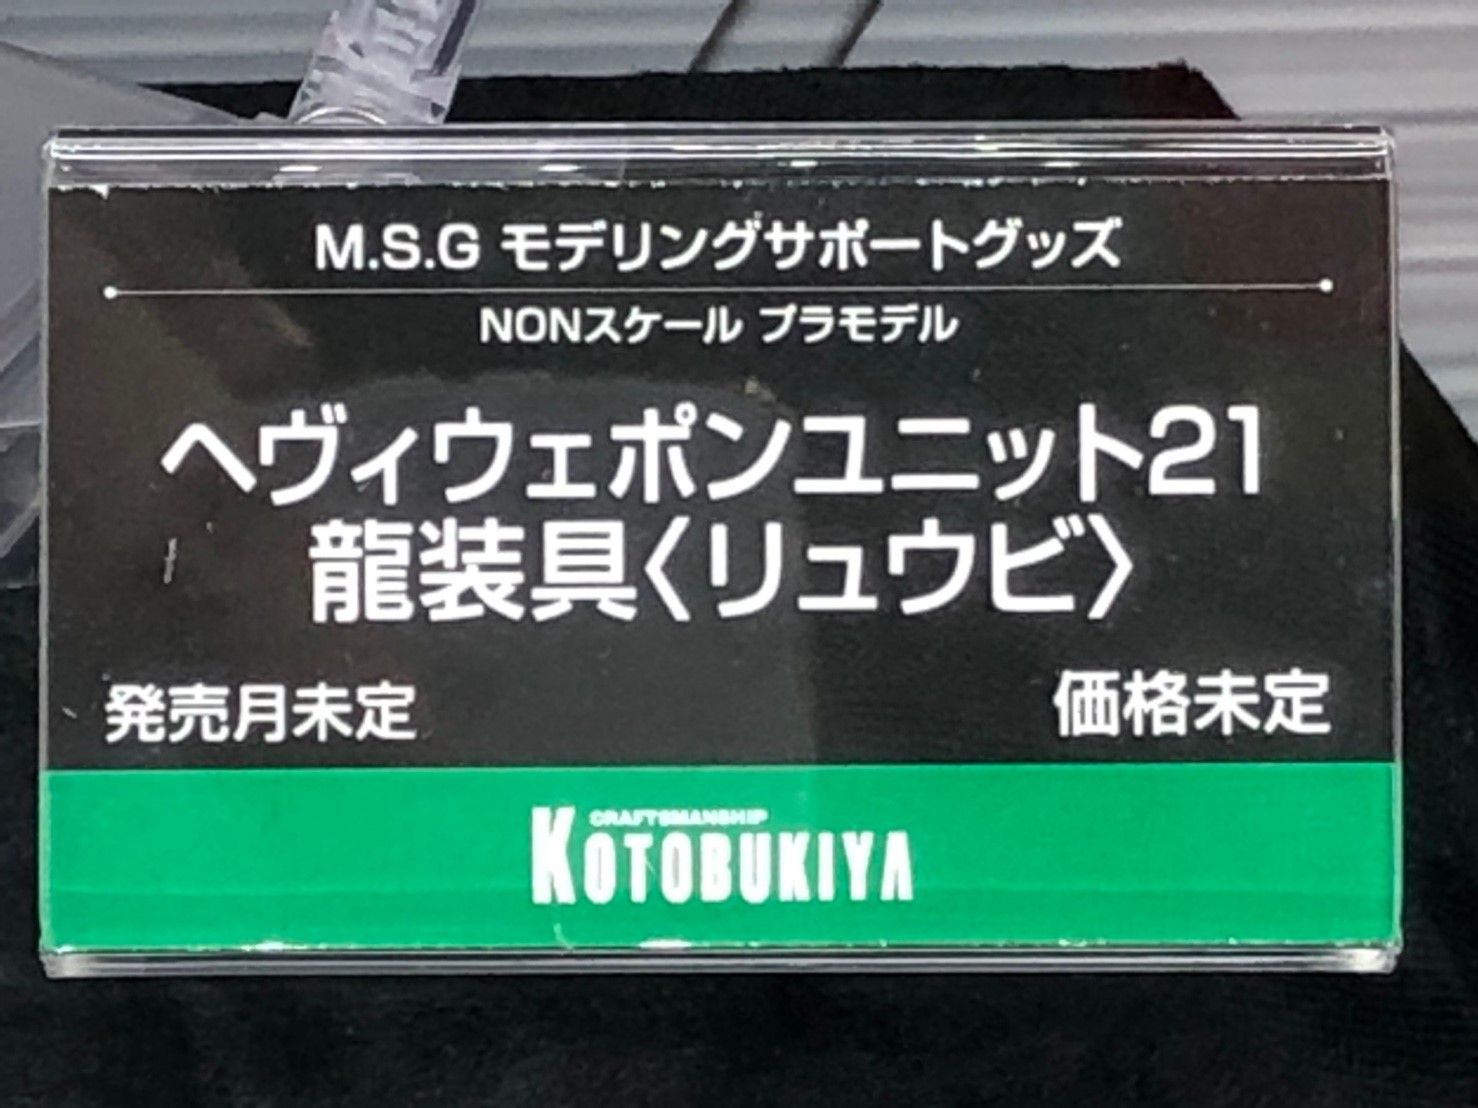 M.S.G モデリングサポートグッズ
NONスケール プラモデル
ヘヴィウェポンユニット21
龍装具〈リュウビ〉
発売月未定
価格未定
CRAFTSMANSHIP
KOTOBUKIYA